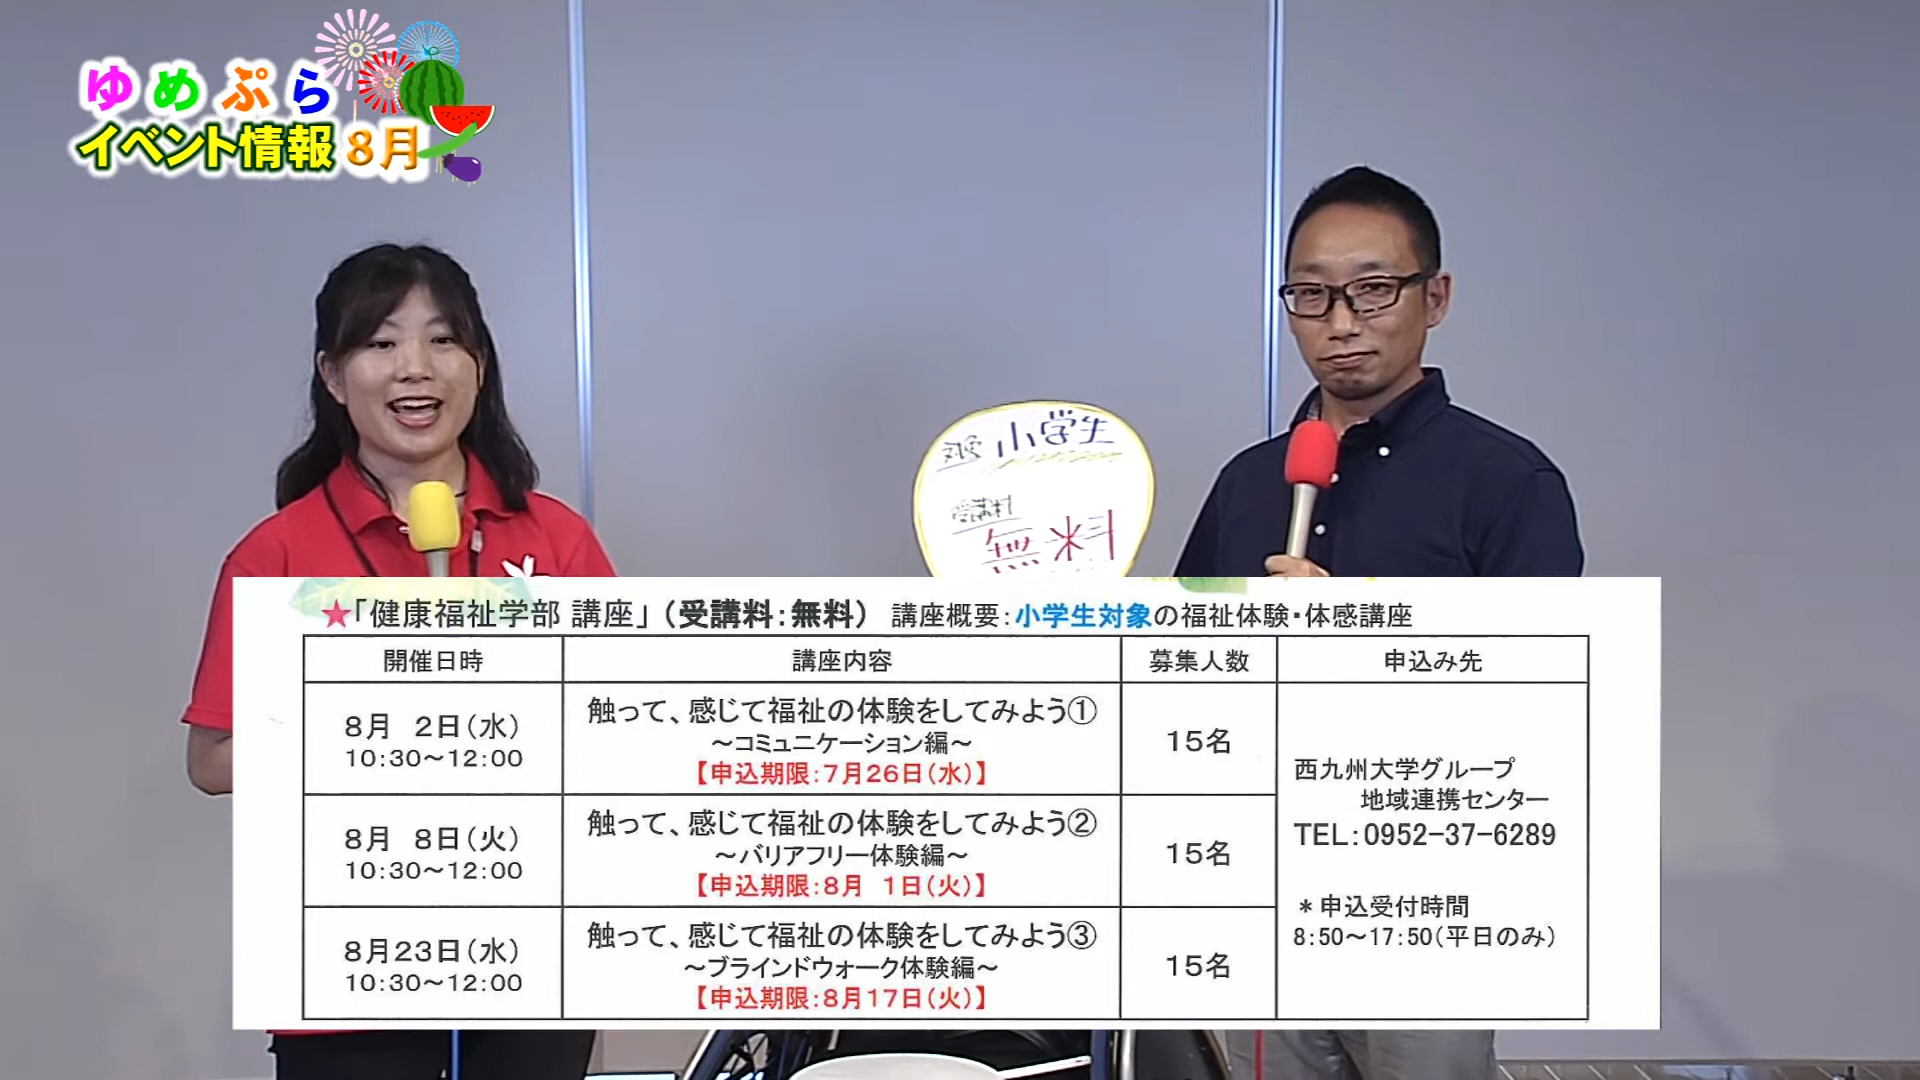 ゆめぷら
イベント情報 8月
対象 小学生
受講料
無料
★「健康福祉学部 講座」（受講料：無料） 講座概要：小学生対象の福祉体験・体感講座
開催日時 講座内容 募集人数 申込み先
8月 2日（水）
10：30～12：00
触って、感じて福祉の体験をしてみよう①
～コミュニケーション編～
【申込期限：7月26日（水）】
15名
8月 8日（火）
10：30～12：00
触って、感じて福祉の体験をしてみよう②
～バリアフリー体験編～
【申込期限：8月 1日（火）】
15名
8月23日（水）
10：30～12：00
触って、感じて福祉の体験をしてみよう③
～ブラインドウォーク体験編～
【申込期限：8月17日（火）】
15名
西九州大学グループ
地域連携センター
TEL：0952-37-6289
＊申込受付時間
8：50～17：50（平日のみ）